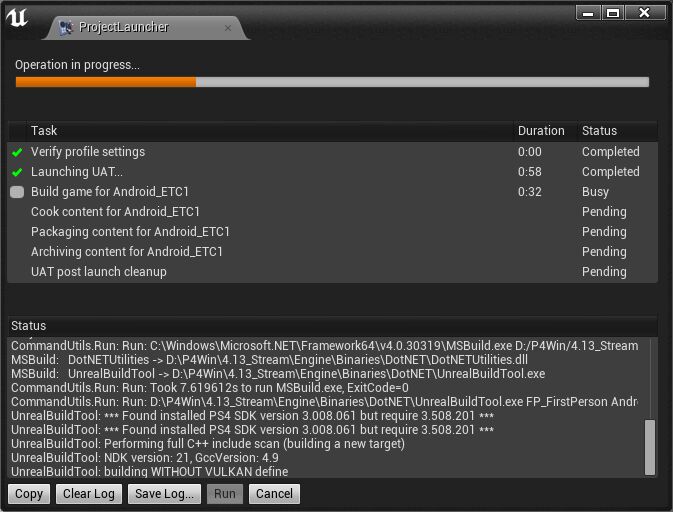 ProjectLauncher
Operation in progress...
Task Duration Status
Verify profile settings 0:00 Completed
Launching UAT... 0:58 Completed
Build game for Android_ETC1 0:32 Busy
Cook content for Android_ETC1 Pending
Packaging content for Android_ETC1 Pending
Archiving content for Android_ETC1 Pending
UAT post launch cleanup Pending
Status
CommandUtils.Run: Run: C:\Windows\Microsoft.NET\Framework64\v4.0.30319\MSBuild.exe D:/P4Win/4.13_Stream
MSBuild: DotNETUtilities -> D:\P4Win\4.13_Stream\Engine\Binaries\DotNET\DotNETUtilities.dll
MSBuild: UnrealBuildTool -> D:\P4Win\4.13_Stream\Engine\Binaries\DotNET\UnrealBuildTool.exe
CommandUtils.Run: Run: Took 7.619612s to run MSBuild.exe, ExitCode=0
CommandUtils.Run: Run: D:\P4Win\4.13_Stream\Engine\Binaries\DotNET\UnrealBuildTool.exe FP_FirstPerson Andr
UnrealBuildTool: *** Found installed PS4 SDK version 3.008.061 but require 3.508.201 ***
UnrealBuildTool: *** Found installed PS4 SDK version 3.008.061 but require 3.508.201 ***
UnrealBuildTool: Performing full C++ include scan (building a new target)
UnrealBuildTool: NDK version: 21, GccVersion: 4.9
UnrealBuildTool: building WITHOUT VULKAN define
Copy Clear Log Save Log... Run Cancel